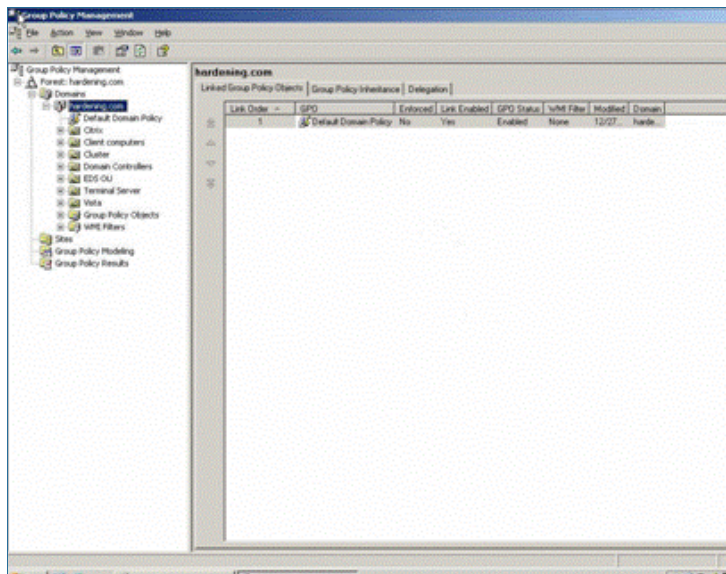 Group Policy Management
File Action View Window Help
Group Policy Management
Forest: hardening.com
Domains
hardening.com
Default Domain Policy
Citrix
Client computers
Cluster
Domain Controllers
EDS OU
Terminal Server
Vista
Group Policy Objects
WMI Filters
Sites
Group Policy Modeling
Group Policy Results
hardening.com
Linked Group Policy Objects Group Policy Inheritance Delegation
Link Order GPO Enforced Link Enabled GPO Status WMI Filter Modified Domain
1 Default Domain Policy No Yes Enabled None 12/27... harde...